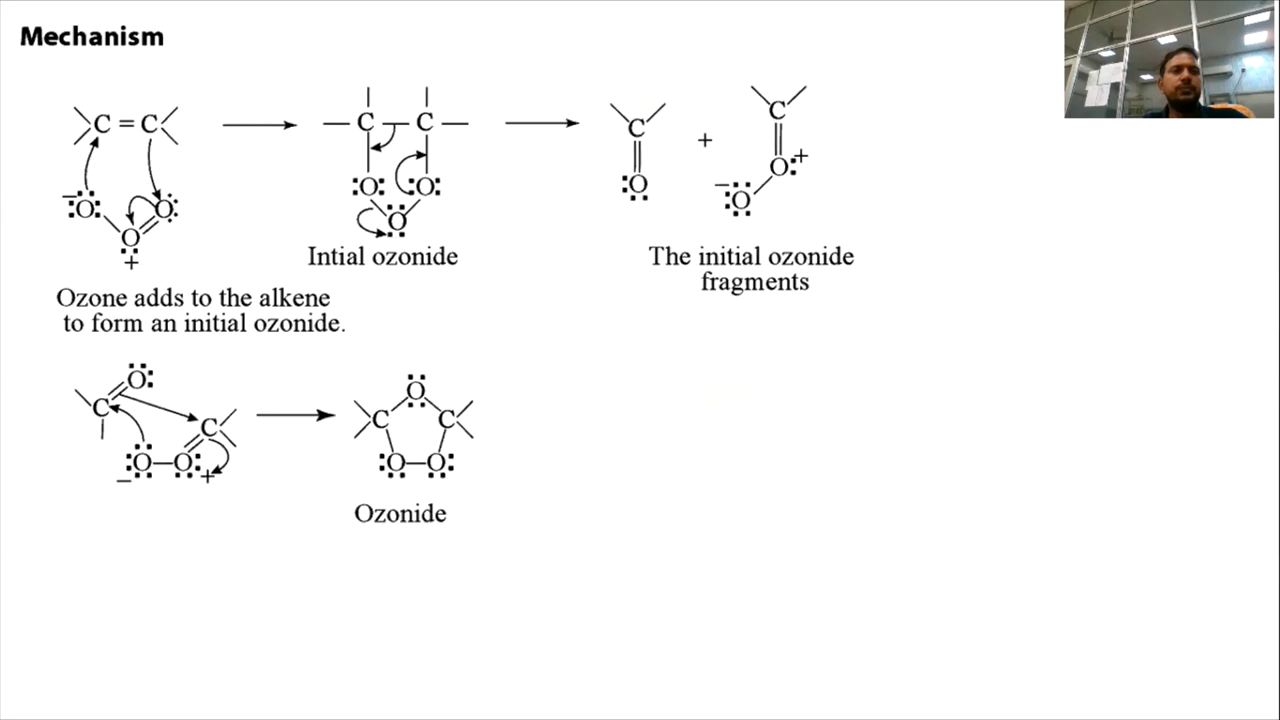 Mechanism
Intial ozonide
The initial ozonide
fragments
Ozone adds to the alkene
to form an initial ozonide.
Ozonide